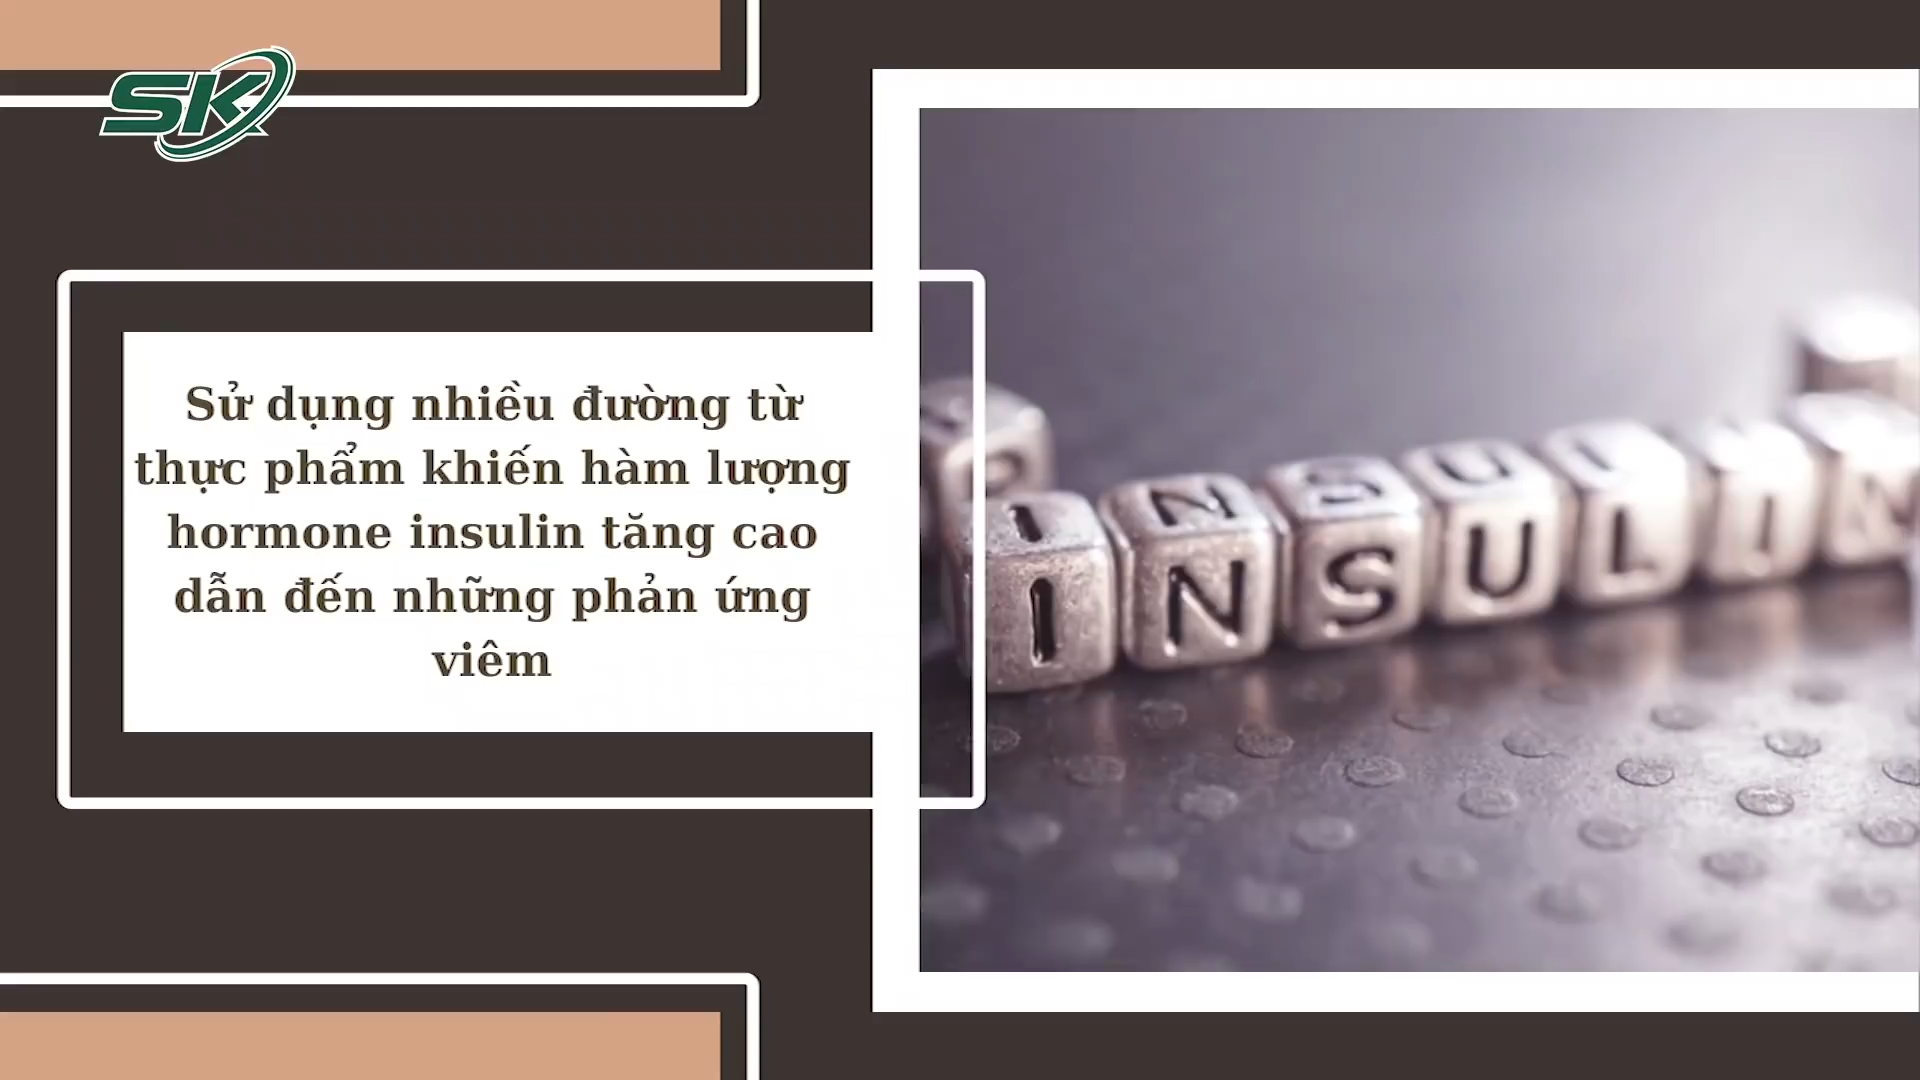 SK
Sử dụng nhiều đường từ
thực phẩm khiến hàm lượng
hormone insulin tăng cao
dẫn đến những phản ứng
viêm
INSULIN